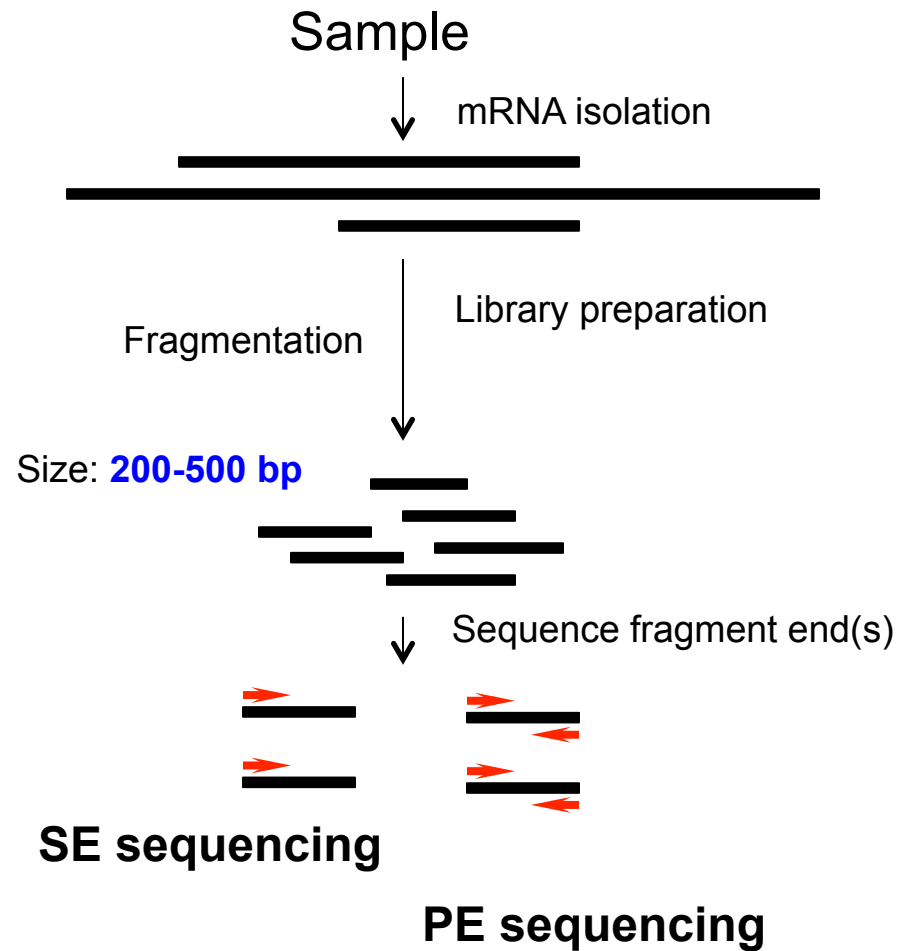 Sample
mRNA isolation
Library preparation
Fragmentation
Size: 200-500 bp
Sequence fragment end(s)
SE sequencing
PE sequencing